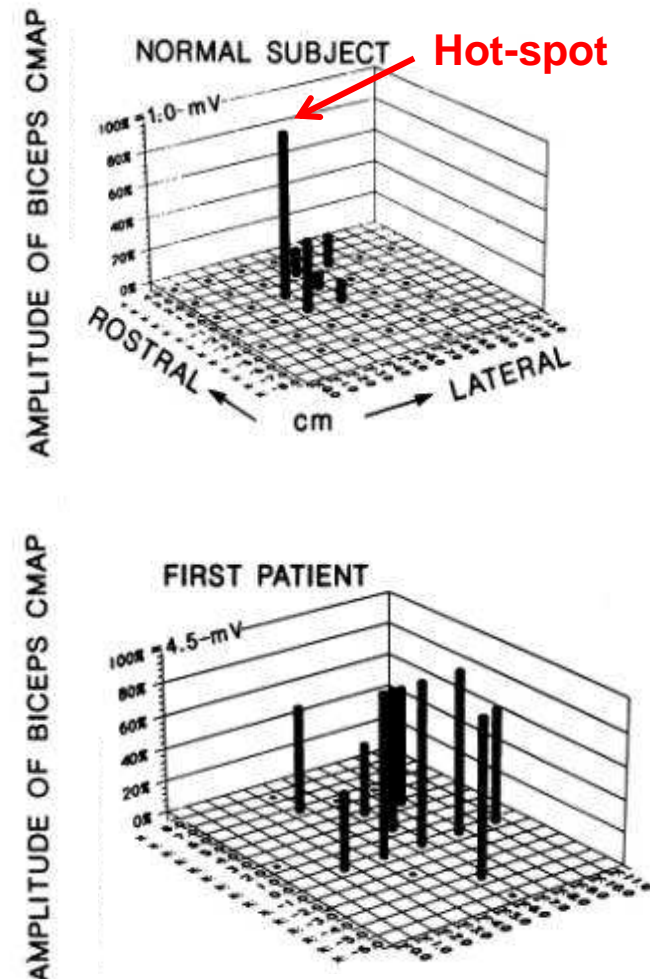 AMPLITUDE OF BICEPS CMAP
NORMAL SUBJECT
Hot-spot
100% = 1.0-mV
80%
60%
40%
20%
0%
ROSTRAL
cm
LATERAL
AMPLITUDE OF BICEPS CMAP
FIRST PATIENT
100% = 4.5-mV
80%
60%
40%
20%
0%